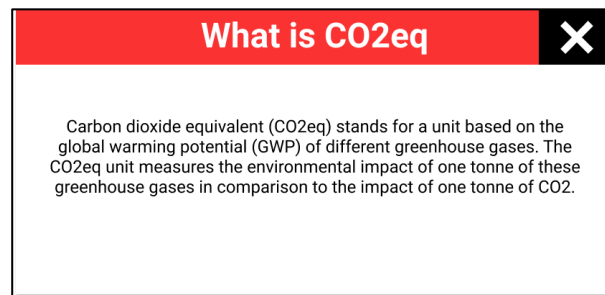 What is CO2eq
Carbon dioxide equivalent (CO2eq) stands for a unit based on the
global warming potential (GWP) of different greenhouse gases. The
CO2eq unit measures the environmental impact of one tonne of these
greenhouse gases in comparison to the impact of one tonne of CO2.